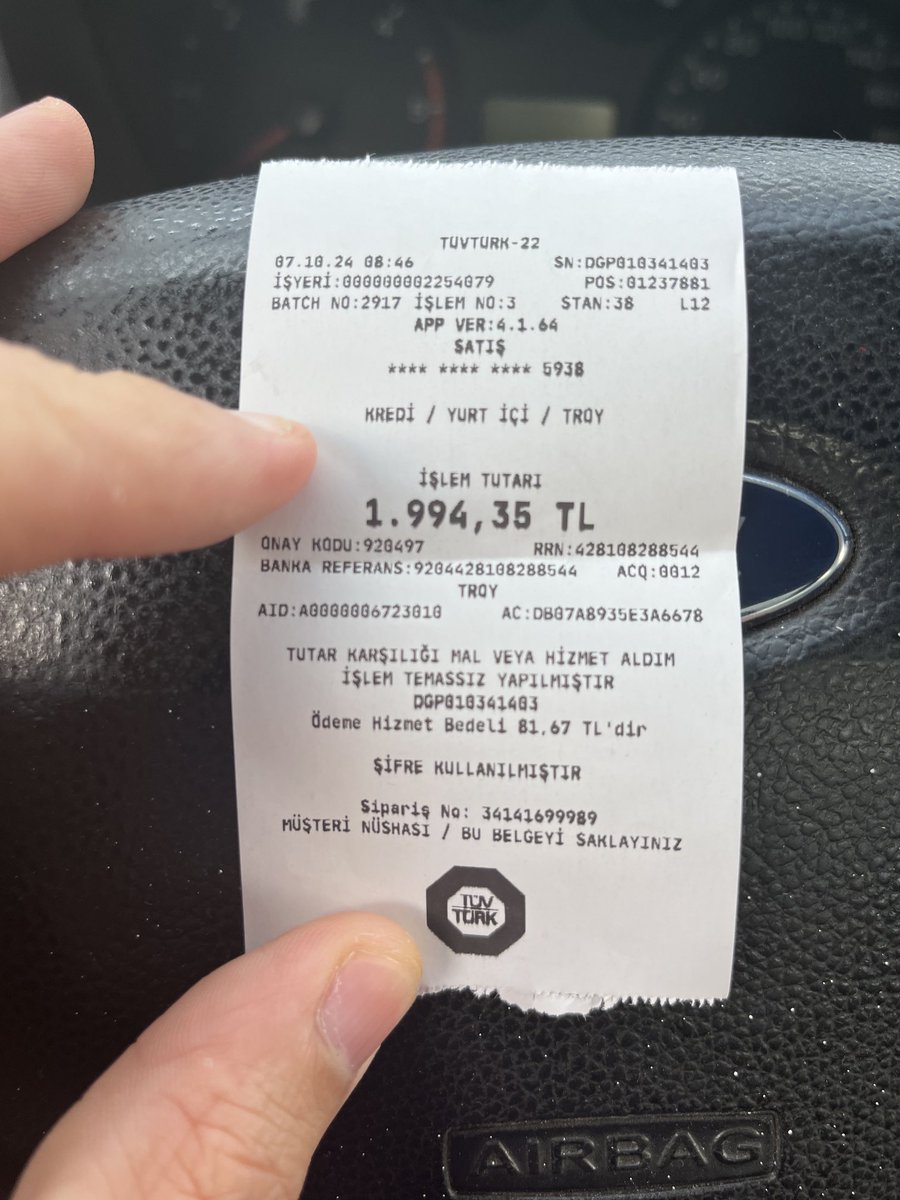 TUVTURK-22
07.10.24 08:46 SN:DGP010341403
İŞYERİ:000000002254079 POS:01237881
BATCH NO:2917 İŞLEM NO:3 STAN:38 L12
APP VER:4.1.64
SATIŞ
**** **** **** 5938
KREDİ / YURT İÇİ / TROY
İŞLEM TUTARI
1.994,35 TL
ONAY KODU:920497 RRN:428108288544
BANKA REFERANS:9204428108288544 ACQ:0012
TROY
AID:A0000006723010 AC:DB07A8935E3A6678
TUTAR KARŞILIĞI MAL VEYA HİZMET ALDIM
İŞLEM TEMASSIZ YAPILMIŞTIR
DGP010341403
Ödeme Hizmet Bedeli 81,67 TL'dir
ŞİFRE KULLANILMIŞTIR
Sipariş No: 34141699989
MÜŞTERİ NÜSHASI / BU BELGEYİ SAKLAYINIZ
TÜV
TÜRK
AIRBAG